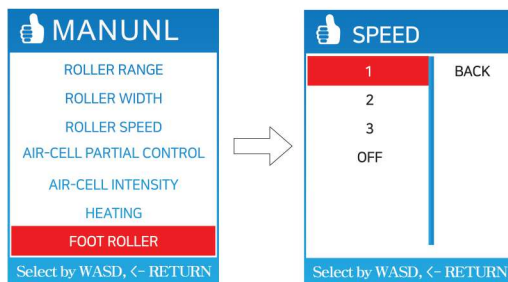 MANUNL
ROLLER RANGE
ROLLER WIDTH
ROLLER SPEED
AIR-CELL PARTIAL CONTROL
AIR-CELL INTENSITY
HEATING
FOOT ROLLER
Select by WASD, <- RETURN
SPEED
1
BACK
2
3
OFF
Select by WASD, <- RETURN